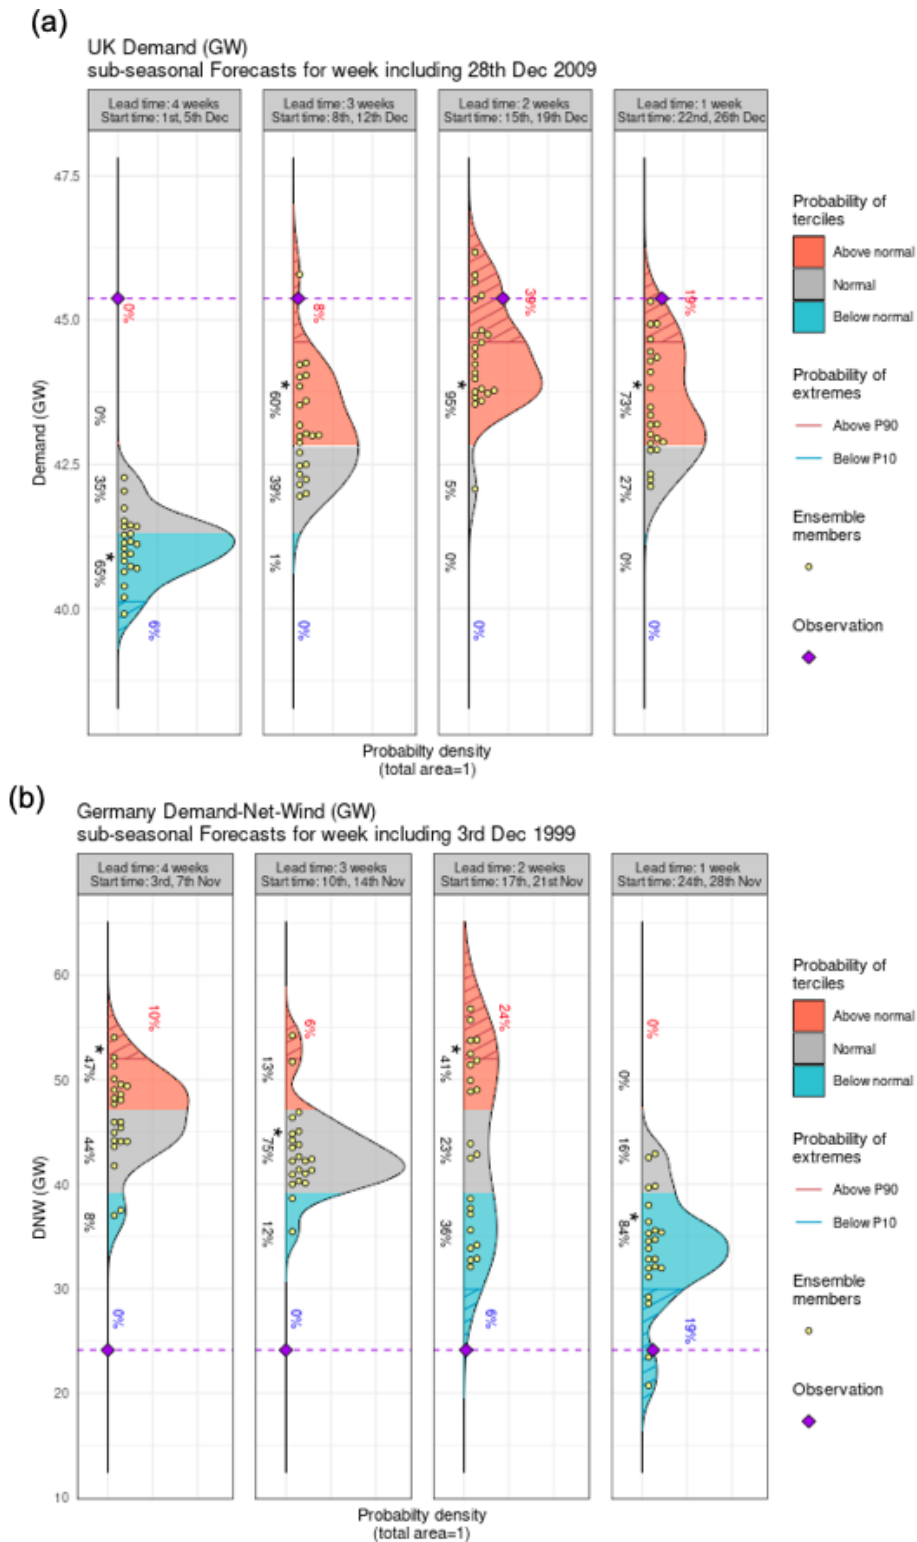 (a)
UK Demand (GW)
sub-seasonal Forecasts for week including 28th Dec 2009
Lead time: 4 weeks
Start time: 1st, 5th Dec
Lead time: 3 weeks
Start time: 8th, 12th Dec
Lead time: 2 weeks
Start time: 15th, 19th Dec
Lead time: 1 week
Start time: 22nd, 26th Dec
Demand (GW)
47.5
45.0
42.5
40.0
0%
0%
35%
*
65%
6%
8%
*
60%
39%
1%
0%
39%
*
95%
5%
0%
0%
19%
*
73%
27%
0%
0%
Probabilty density
(total area=1)
Probability of
terciles
Above normal
Normal
Below normal
Probability of
extremes
Above P90
Below P10
Ensemble
members
Observation
(b)
Germany Demand-Net-Wind (GW)
sub-seasonal Forecasts for week including 3rd Dec 1999
Lead time: 4 weeks
Start time: 3rd, 7th Nov
Lead time: 3 weeks
Start time: 10th, 14th Nov
Lead time: 2 weeks
Start time: 17th, 21st Nov
Lead time: 1 week
Start time: 24th, 28th Nov
DNW (GW)
60
50
40
30
20
10
10%
*
47%
44%
8%
0%
6%
13%
*
75%
12%
0%
24%
*
41%
23%
36%
6%
0%
0%
16%
*
84%
19%
Probabilty density
(total area=1)
Probability of
terciles
Above normal
Normal
Below normal
Probability of
extremes
Above P90
Below P10
Ensemble
members
Observation